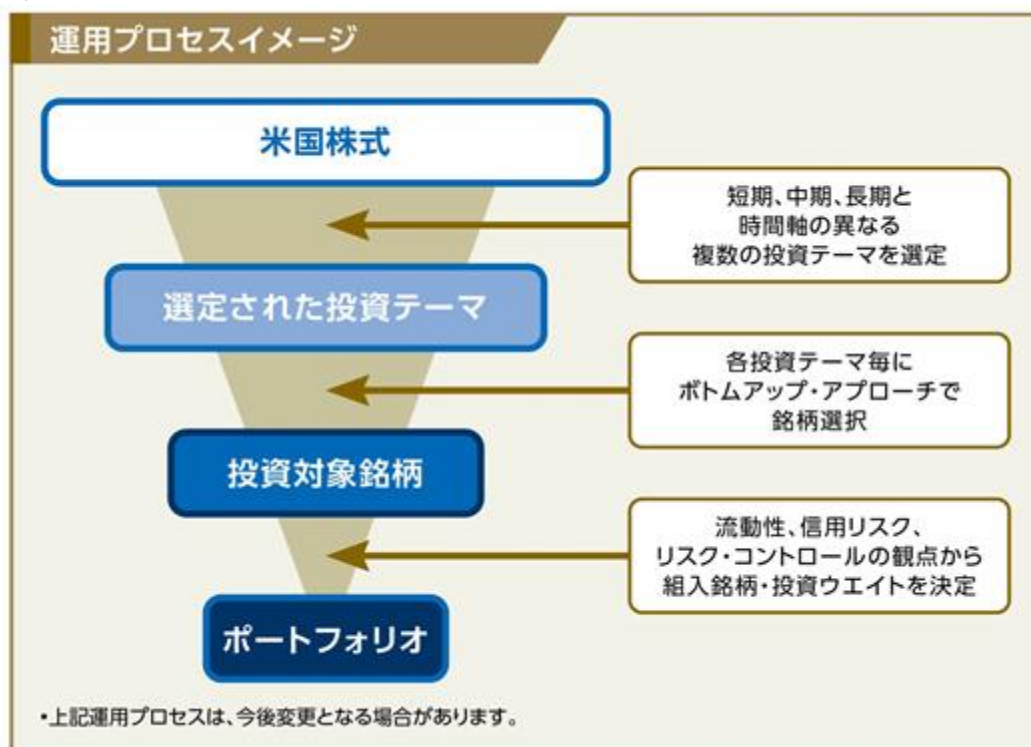 運用プロセスイメージ
米国株式
短期、中期、長期と
時間軸の異なる
複数の投資テーマを選定
選定された投資テーマ
各投資テーマ毎に
ボトムアップ・アプローチで
銘柄選択
投資対象銘柄
流動性、信用リスク、
リスク・コントロールの観点から
組入銘柄・投資ウエイトを決定
ポートフォリオ
・上記運用プロセスは、今後変更となる場合があります。